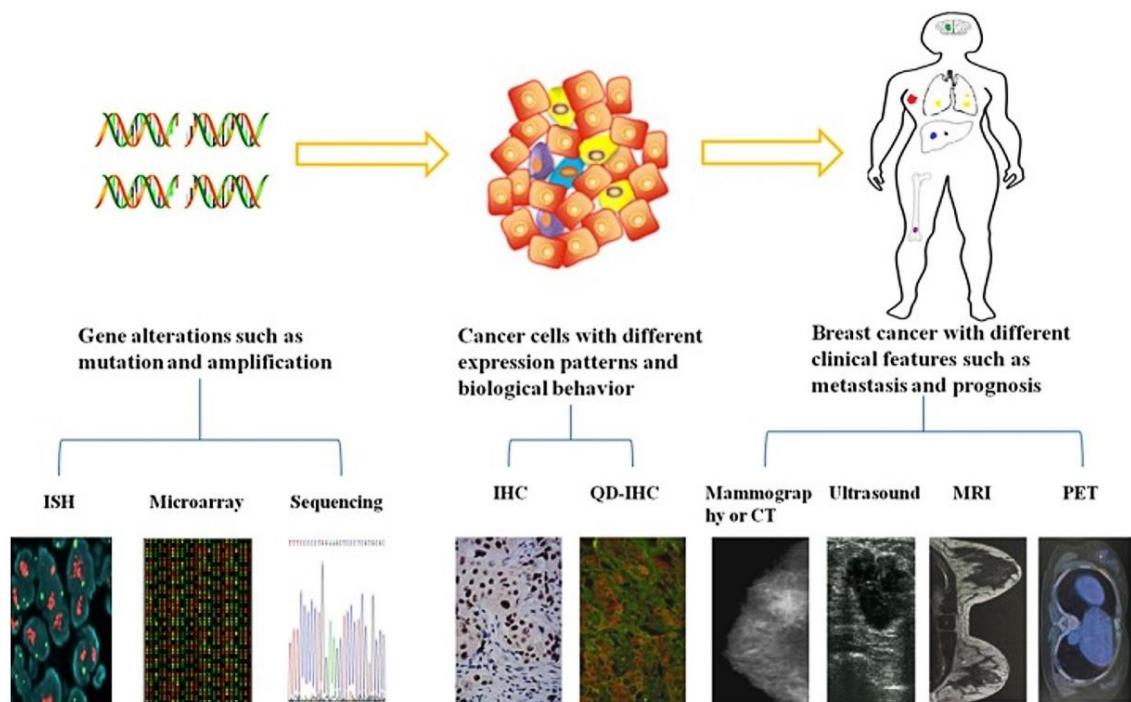 Gene alterations such as
mutation and amplification
Cancer cells with different
expression patterns and
biological behavior
Breast cancer with different
clinical features such as
metastasis and prognosis
ISH
Microarray
Sequencing
IHC
QD-IHC
Mammograp
hy or CT
Ultrasound
MRI
PET